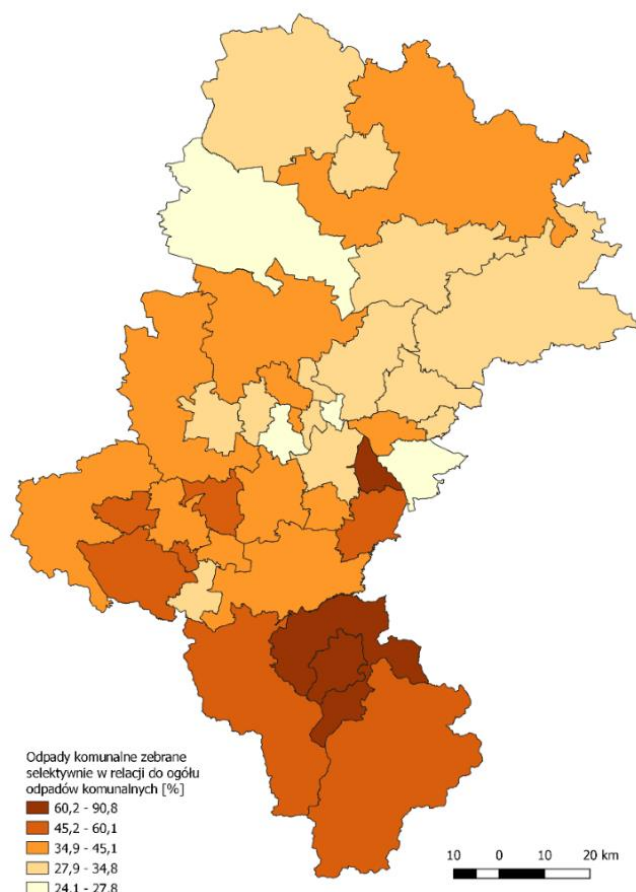 Odpady komunalne zebrane
selektywnie w relacji do ogółu
odpadów komunalnych [%]
60,2 - 90,8
45,2 - 60,1
34,9 - 45,1
27,9 - 34,8
24,1 - 27,8
10 0 10 20 km